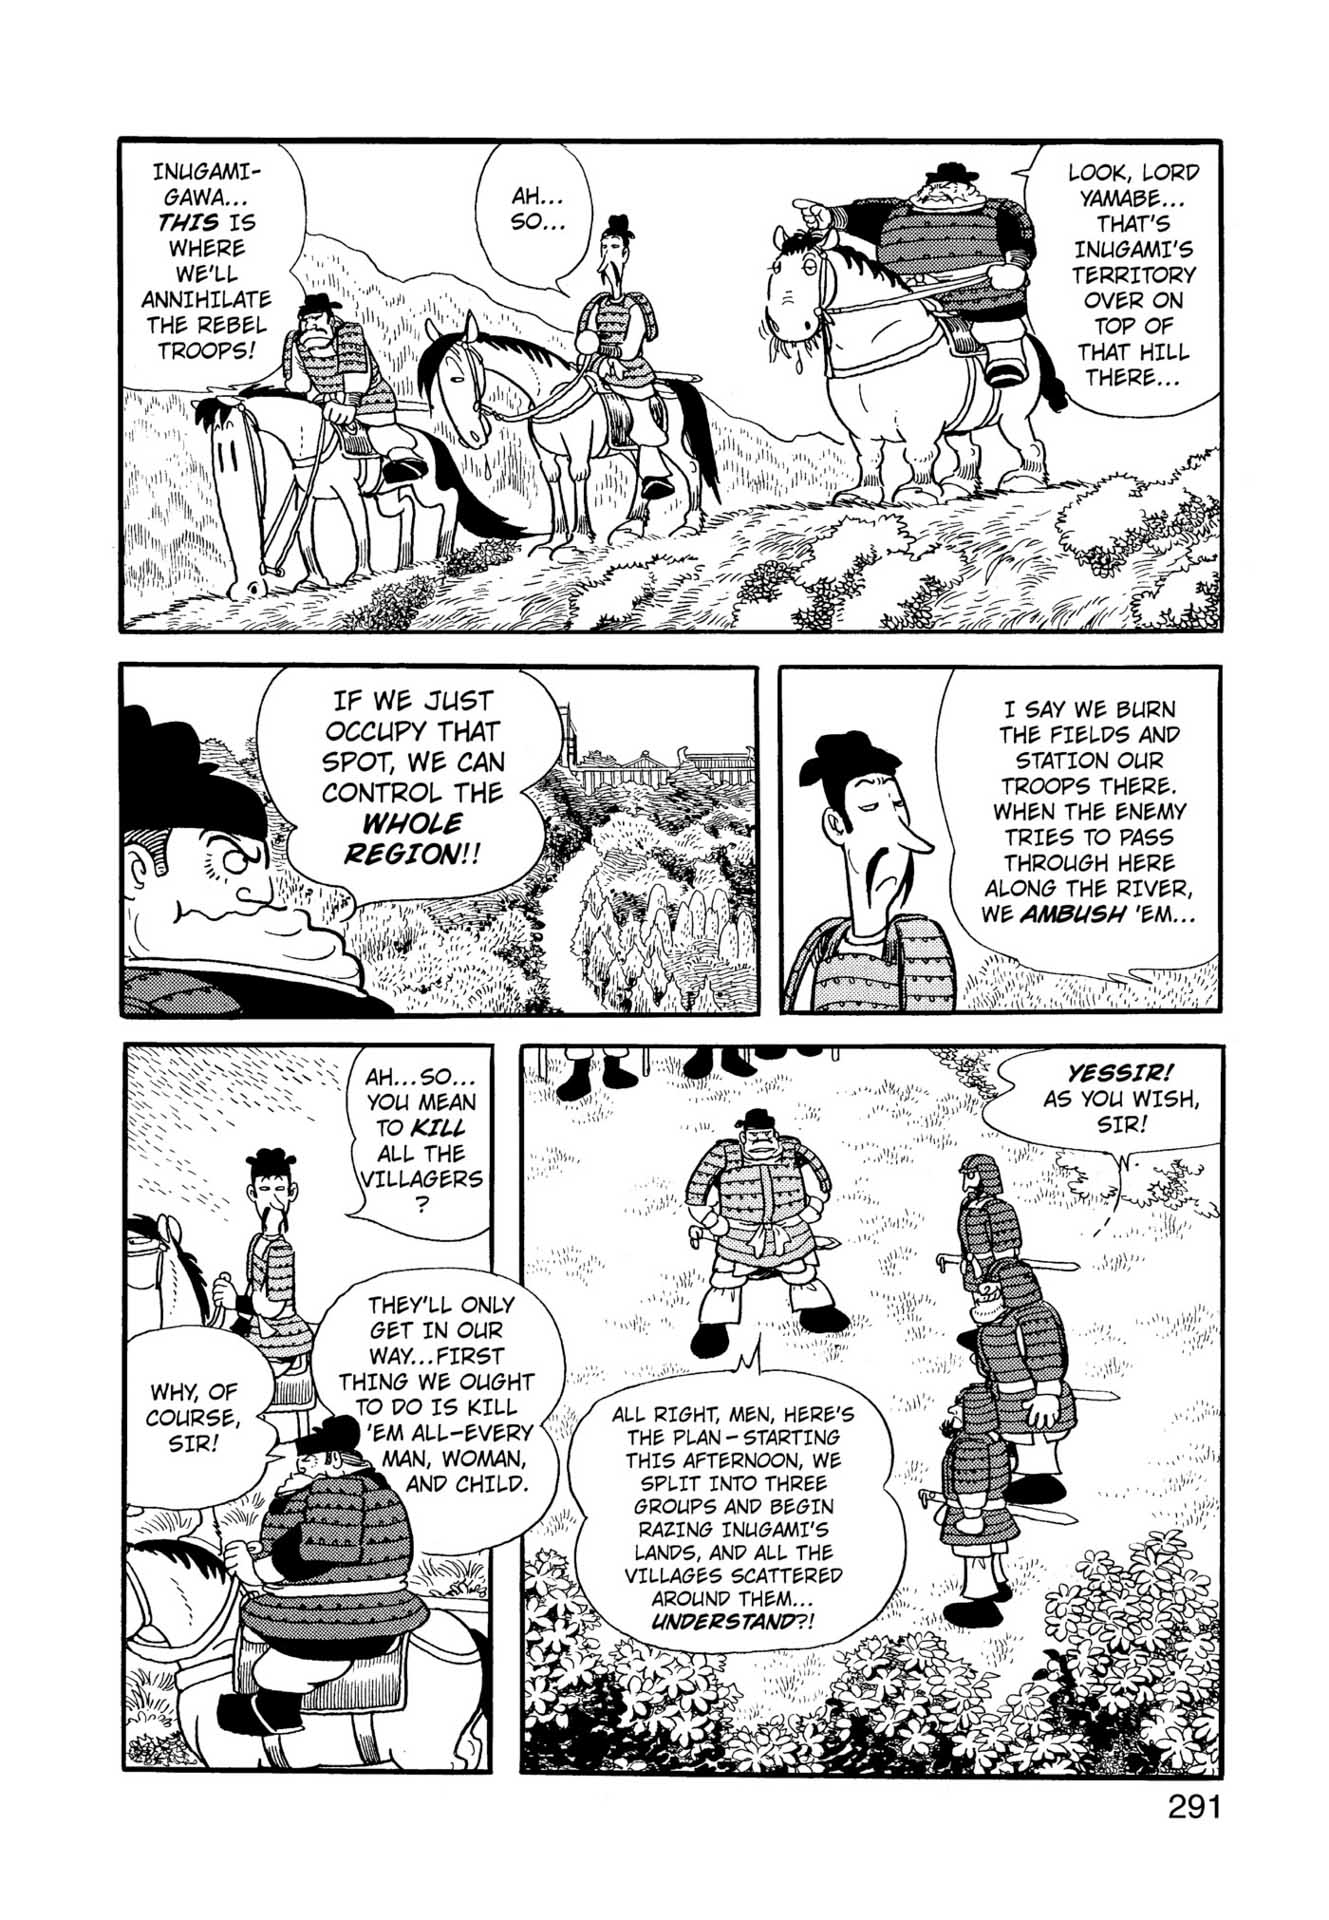 INUGAMI-
GAWA...
THIS IS
WHERE
WE'LL
ANNIHILATE
THE REBEL
TROOPS!
AH...
SO...
LOOK, LORD
YAMABE...
THAT'S
INUGAMI'S
TERRITORY
OVER ON
TOP OF
THAT HILL
THERE...
IF WE JUST
OCCUPY THAT
SPOT, WE CAN
CONTROL THE
WHOLE
REGION!!
I SAY WE BURN
THE FIELDS AND
STATION OUR
TROOPS THERE.
WHEN THE ENEMY
TRIES TO PASS
THROUGH HERE
ALONG THE RIVER,
WE AMBUSH 'EM...
AH...SO...
YOU MEAN
TO KILL
ALL THE
VILLAGERS
?
WHY, OF
COURSE,
SIR!
THEY'LL ONLY
GET IN OUR
WAY...FIRST
THING WE OUGHT
TO DO IS KILL
'EM ALL–EVERY
MAN, WOMAN,
AND CHILD.
ALL RIGHT, MEN, HERE'S
THE PLAN–STARTING
THIS AFTERNOON, WE
SPLIT INTO THREE
GROUPS AND BEGIN
RAZING INUGAMI'S
LANDS, AND ALL THE
VILLAGES SCATTERED
AROUND THEM...
UNDERSTAND?!
YESSIR!
AS YOU WISH,
SIR!
291